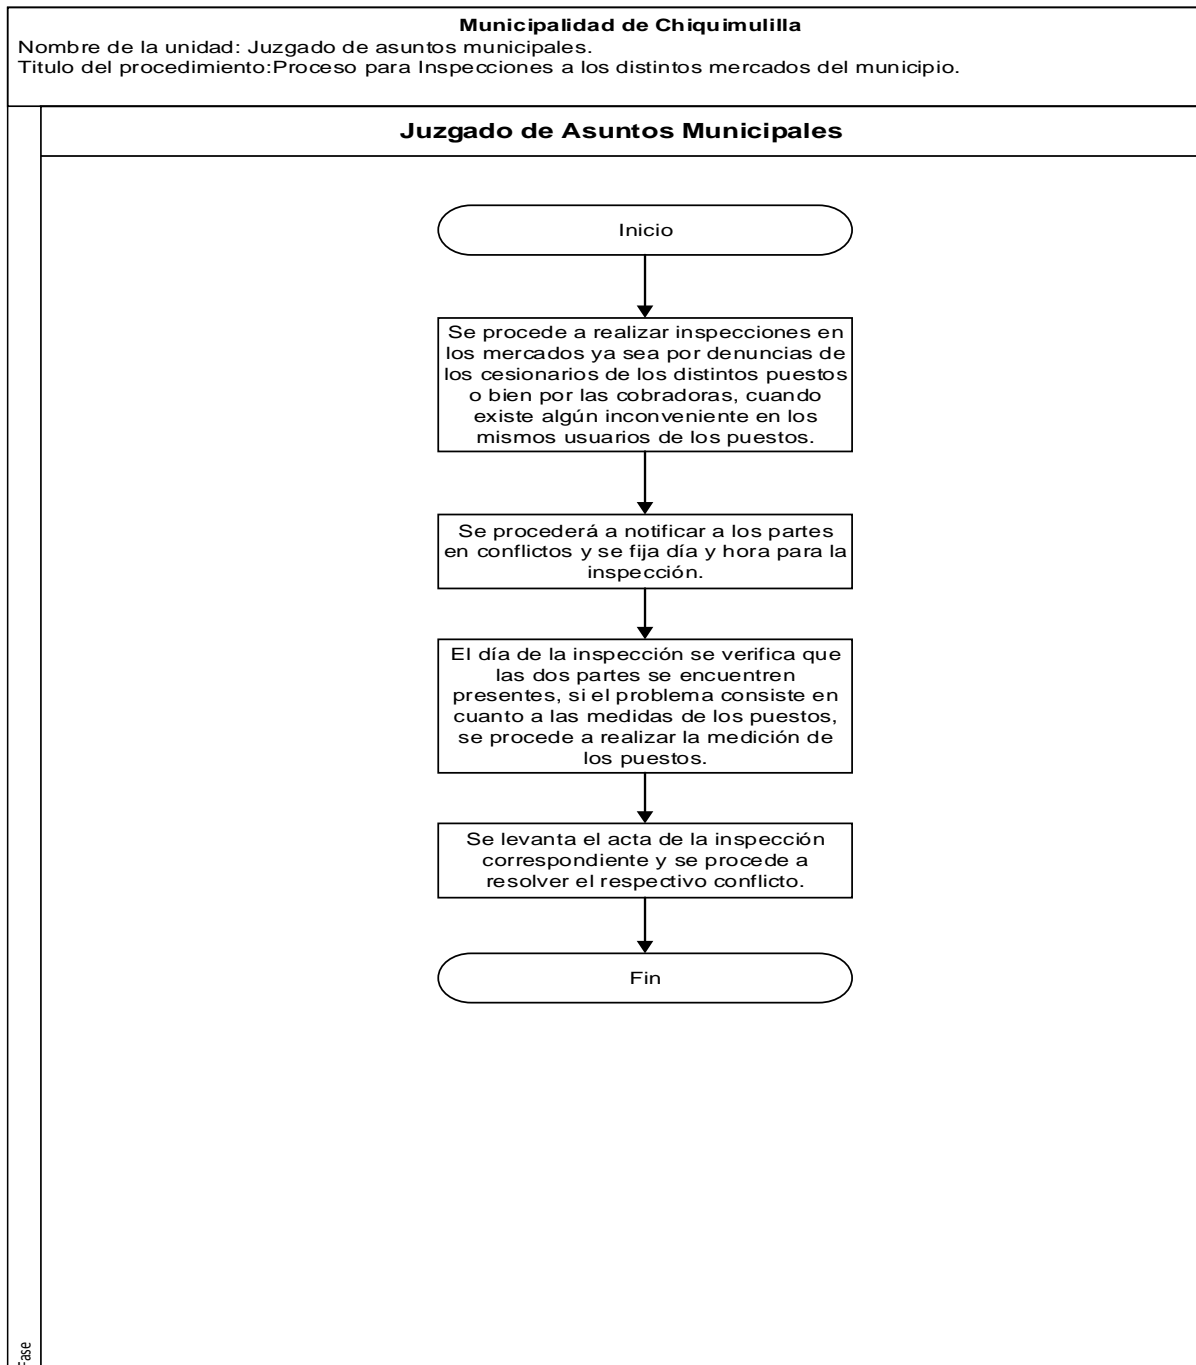 Municipalidad de Chiquimulilla
Nombre de la unidad: Juzgado de asuntos municipales.
Titulo del procedimiento:Proceso para Inspecciones a los distintos mercados del municipio.
Juzgado de Asuntos Municipales
Inicio
Se procede a realizar inspecciones en
los mercados ya sea por denuncias de
los cesionarios de los distintos puestos
o bien por las cobradoras, cuando
existe algún inconveniente en los
mismos usuarios de los puestos.
Se procederá a notificar a los partes
en conflictos y se fija día y hora para la
inspección.
El día de la inspección se verifica que
las dos partes se encuentren
presentes, si el problema consiste en
cuanto a las medidas de los puestos,
se procede a realizar la medición de
los puestos.
Se levanta el acta de la inspección
correspondiente y se procede a
resolver el respectivo conflicto.
Fin
Fase